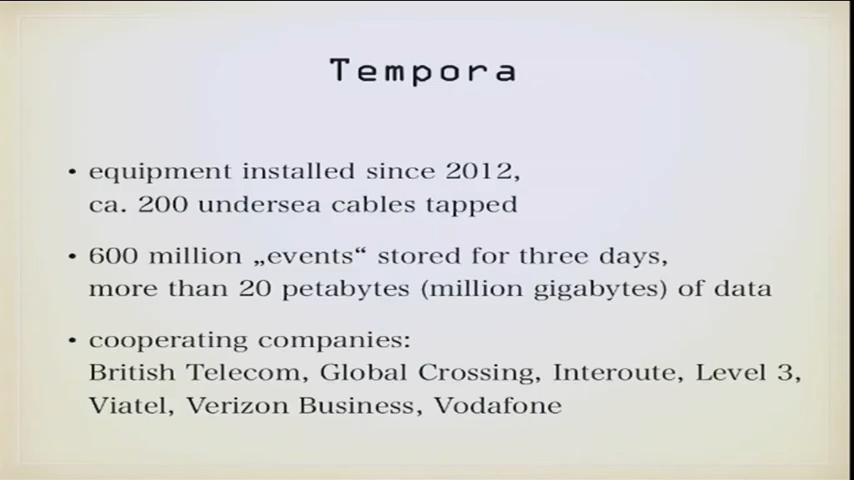 Tempora
• equipment installed since 2012,
ca. 200 undersea cables tapped
• 600 million „events“ stored for three days,
more than 20 petabytes (million gigabytes) of data
• cooperating companies:
British Telecom, Global Crossing, Interoute, Level 3,
Viatel, Verizon Business, Vodafone